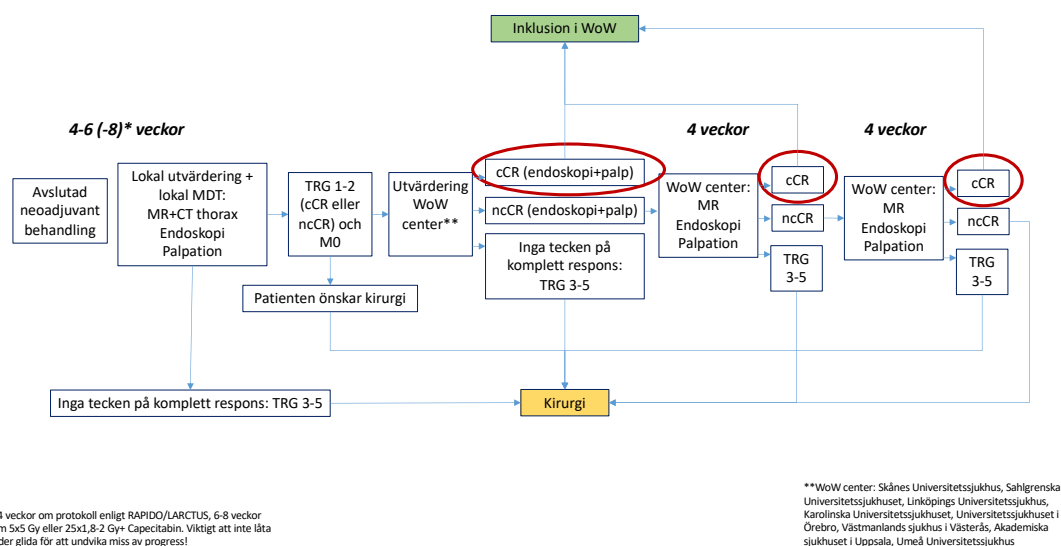 Inklusion i WoW
4-6 (-8)* veckor
4 veckor
4 veckor
Avslutad
neoadjuvant
behandling
Lokal utvärdering +
lokal MDT:
MR+CT thorax
Endoskopi
Palpation
TRG 1-2
(cCR eller
ncCR) och
M0
Utvärdering
WoW
center**
cCR (endoskopi+palp)
ncCR (endoskopi+palp)
Inga tecken på
komplett respons:
TRG 3-5
WoW center:
MR
Endoskopi
Palpation
cCR
ncCR
TRG
3-5
WoW center:
MR
Endoskopi
Palpation
cCR
ncCR
TRG
3-5
Patienten önskar kirurgi
Inga tecken på komplett respons: TRG 3-5
Kirurgi
4 veckor om protokoll enligt RAPIDO/LARCTUS, 6-8 veckor
m 5x5 Gy eller 25x1,8-2 Gy+ Capecitabin. Viktigt att inte låta
der glida för att undvika miss av progress!
**WoW center: Skånes Universitetssjukhus, Sahlgrenska
Universitetssjukhuset, Linköpings Universitetssjukhus,
Karolinska Universitetssjukhuset, Universitetssjukhuset i
Örebro, Västmanlands sjukhus i Västerås, Akademiska
sjukhuset i Uppsala, Umeå Universitetssjukhus